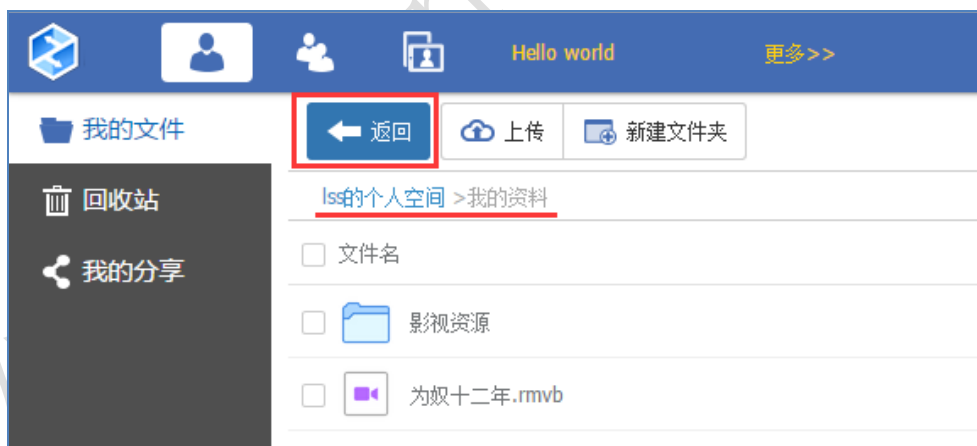 Hello world 更多>>
我的文件 返回 上传 新建文件夹
回收站 lss的个人空间 >我的资料
我的分享 文件名
影视资源
为奴十二年.rmvb